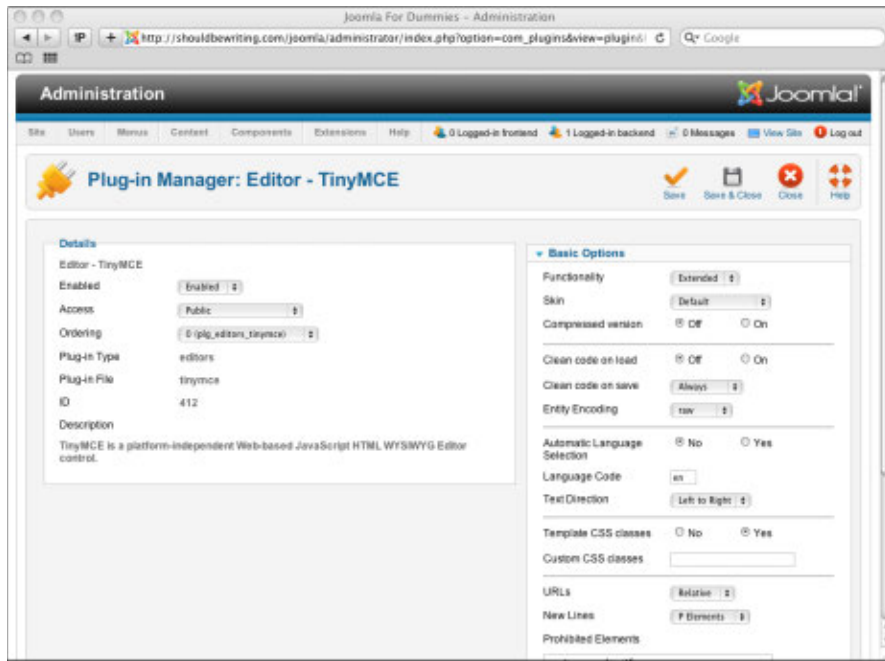 Joomla For Dummies – Administration
http://shouldbewriting.com/joomla/administrator/index.php?option=com_plugins&view=plugin&
Google
Administration
Joomla!
Site Users Menus Content Components Extensions Help 0 Logged-in frontend 1 Logged-in backend 0 Messages View Site Log out
Plug-in Manager: Editor - TinyMCE
Save Save & Close Close Help
Details
Editor - TinyMCE
Enabled Enabled
Access Public
Ordering 0 (plg_editors_tinymce)
Plug-in Type editors
Plug-in File tinymce
ID 412
Description
TinyMCE is a platform-independent Web-based JavaScript HTML WYSIWYG Editor
control.
Basic Options
Functionality Extended
Skin Default
Compressed version Off On
Clean code on load Off On
Clean code on save Always
Entity Encoding raw
Automatic Language No Yes
Selection
Language Code en
Text Direction Left to Right
Template CSS classes No Yes
Custom CSS classes
URLs Relative
New Lines P Elements
Prohibited Elements